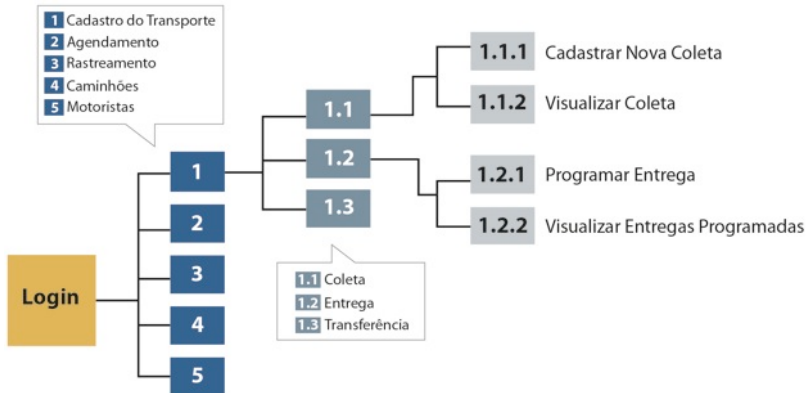 1 Cadastro do Transporte
2 Agendamento
3 Rastreamento
4 Caminhões
5 Motoristas
Login
1
2
3
4
5
1.1
1.2
1.3
1.1 Coleta
1.2 Entrega
1.3 Transferência
1.1.1 Cadastrar Nova Coleta
1.1.2 Visualizar Coleta
1.2.1 Programar Entrega
1.2.2 Visualizar Entregas Programadas